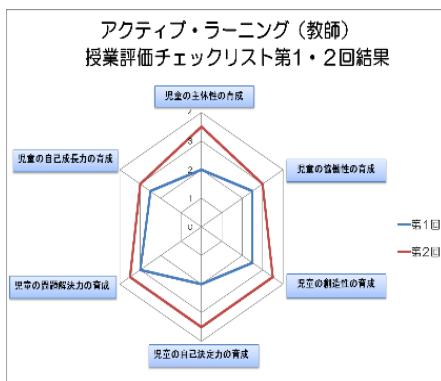 アクティブ・ラーニング（教師）
授業評価チェックリスト第1・2回結果
児童の主体性の育成
児童の自己成長力の育成
児童の協働性の育成
3
2
1
0
第1回
第2回
児童の問題解決力の育成
児童の創造性の育成
児童の自己決定力の育成